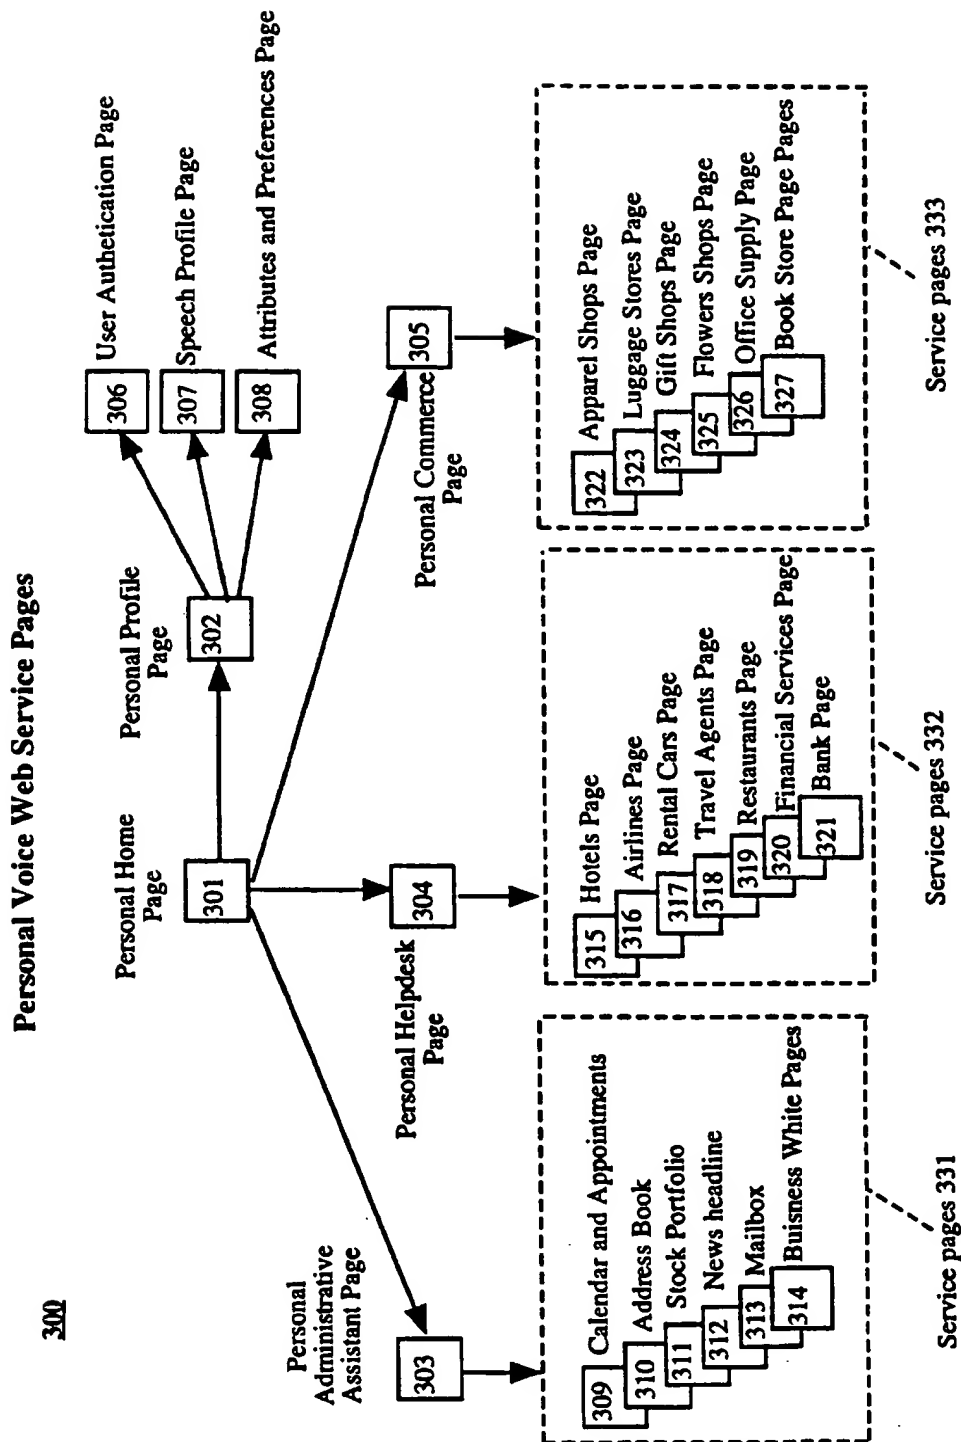 Personal Voice Web Service Pages
300
Personal Home
Page
301
Personal Profile
Page
302
306
User Authetication Page
307
Speech Profile Page
308
Attributes and Preferences Page
Personal
Administrative
Assistant Page
303
Personal Helpdesk
Page
304
Personal Commerce
Page
305
309
Calendar and Appointments
310
Address Book
311
Stock Portfolio
312
News headline
313
Mailbox
314
Buisness White Pages
Service pages 331
315
Hotels Page
316
Airlines Page
317
Rental Cars Page
318
Travel Agents Page
319
Restaurants Page
320
Financial Services Page
321
Bank Page
Service pages 332
322
Apparel Shops Page
323
Luggage Stores Page
324
Gift Shops Page
325
Flowers Shops Page
326
Office Supply Page
327
Book Store Page Pages
Service pages 333